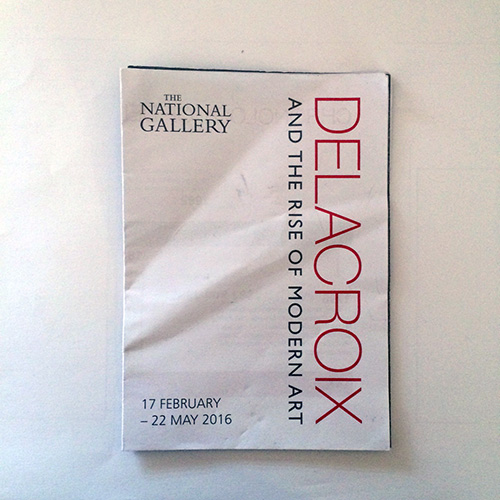 THE
NATIONAL
GALLERY
DELACROIX
AND THE RISE OF MODERN ART
17 FEBRUARY
– 22 MAY 2016